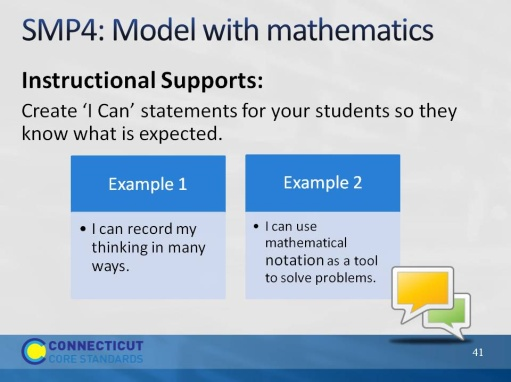 SMP4: Model with mathematics
Instructional Supports:
Create ‘I Can’ statements for your students so they
know what is expected.
Example 1
• I can record my
thinking in many
ways.
Example 2
• I can use
mathematical
notation as a tool
to solve problems.
CONNECTICUT
CORE STANDARDS
41